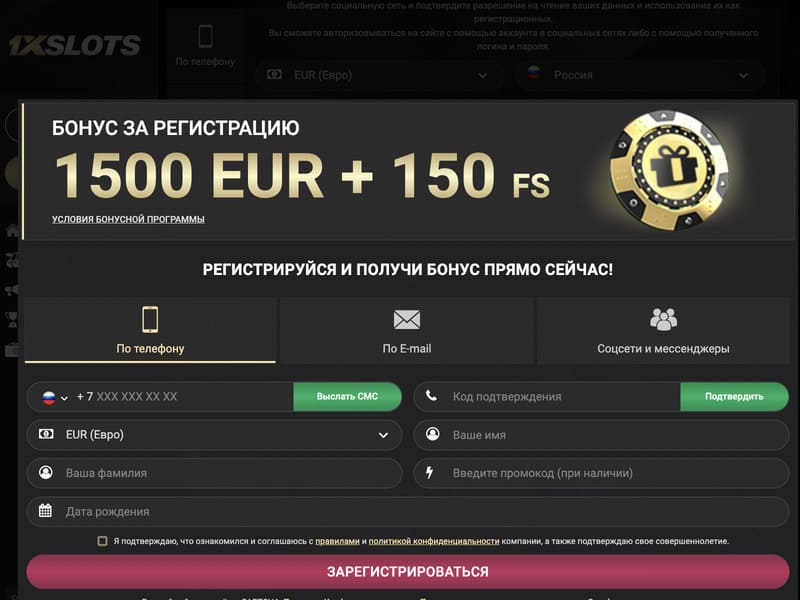 Выберите социальную сеть и подтвердите разрешение на чтение ваших данных и использование их как
регистрационных.
Вы сможете авторизовываться на сайте с помощью аккаунта в социальных сетях либо с помощью полученного
логина и пароля.
1XSLOTS
По телефону
EUR (Евро)
Россия
БОНУС ЗА РЕГИСТРАЦИЮ
1500 EUR + 150 FS
УСЛОВИЯ БОНУСНОЙ ПРОГРАММЫ
РЕГИСТРИРУЙСЯ И ПОЛУЧИ БОНУС ПРЯМО СЕЙЧАС!
По телефону
По E-mail
Соцсети и мессенджеры
+ 7 XXX XXX XX XX
Выслать СМС
Код подтверждения
Подтвердить
EUR (Евро)
Ваше имя
Ваша фамилия
Введите промокод (при наличии)
Дата рождения
Я подтверждаю, что ознакомился и соглашаюсь с правилами и политикой конфиденциальности компании, а также подтверждаю свое совершеннолетие.
ЗАРЕГИСТРИРОВАТЬСЯ